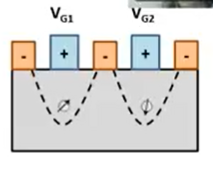 VG1 VG2
- + - + -